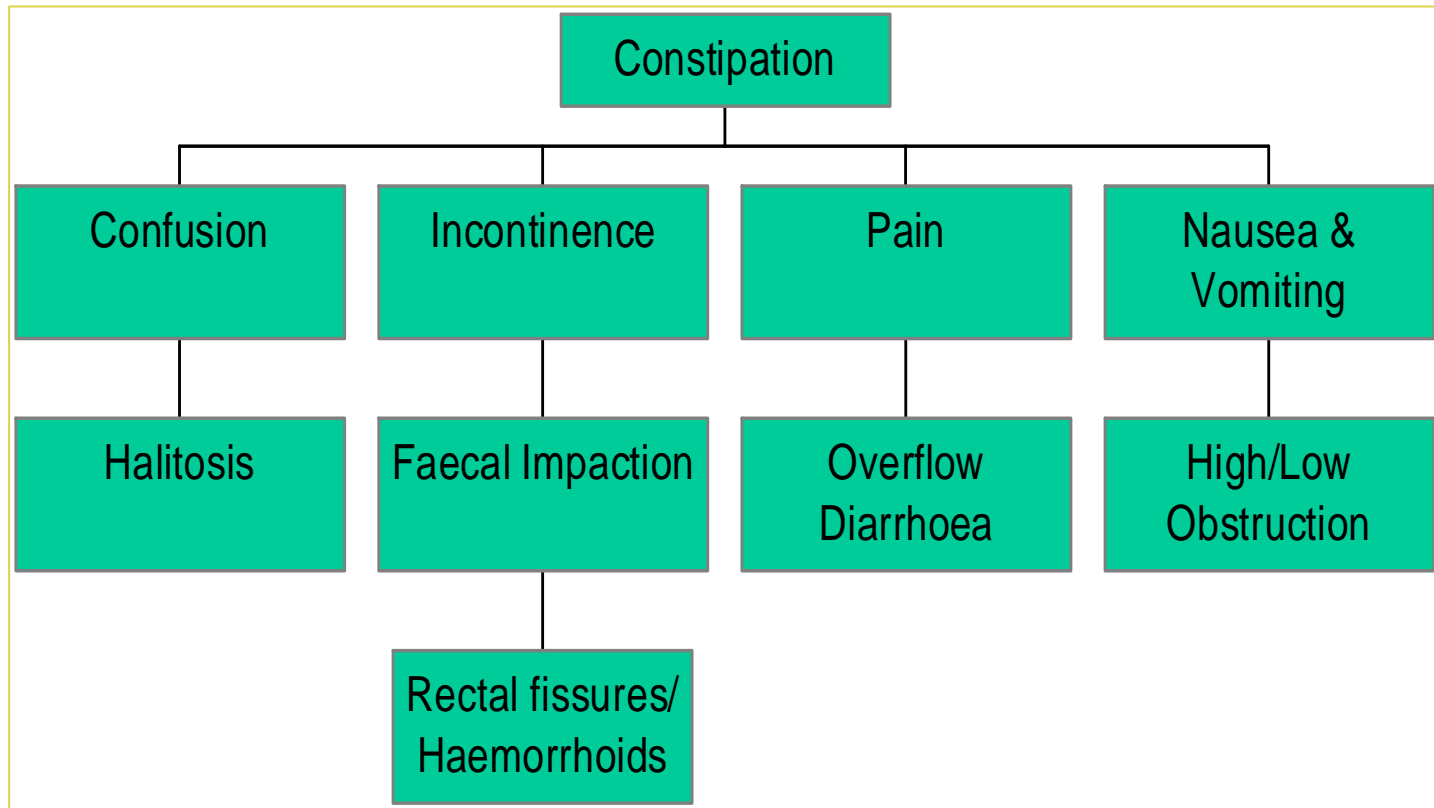 Constipation
Confusion
Incontinence
Pain
Nausea &
Vomiting
Halitosis
Faecal Impaction
Overflow
Diarrhoea
High/Low
Obstruction
Rectal fissures/
Haemorrhoids